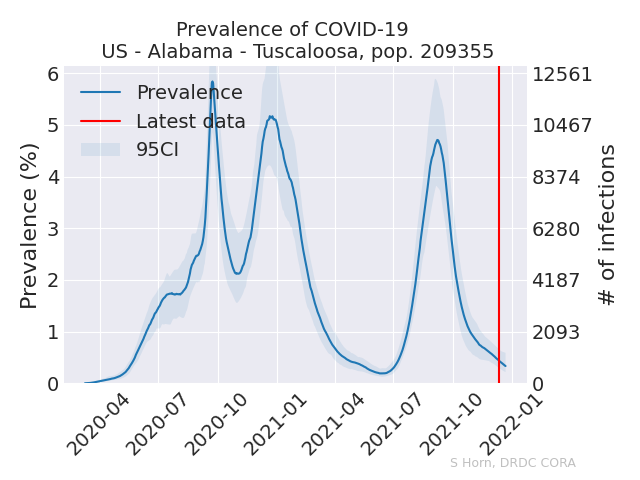 Prevalence of COVID-19
US - Alabama - Tuscaloosa, pop. 209355
Prevalence
Latest data
95CI
Prevalence (%)
6
5
4
3
2
1
0
12561
10467
8374
6280
4187
2093
0
# of infections
2020-04
2020-07
2020-10
2021-01
2021-04
2021-07
2021-10
2022-01
S Horn, DRDC CORA